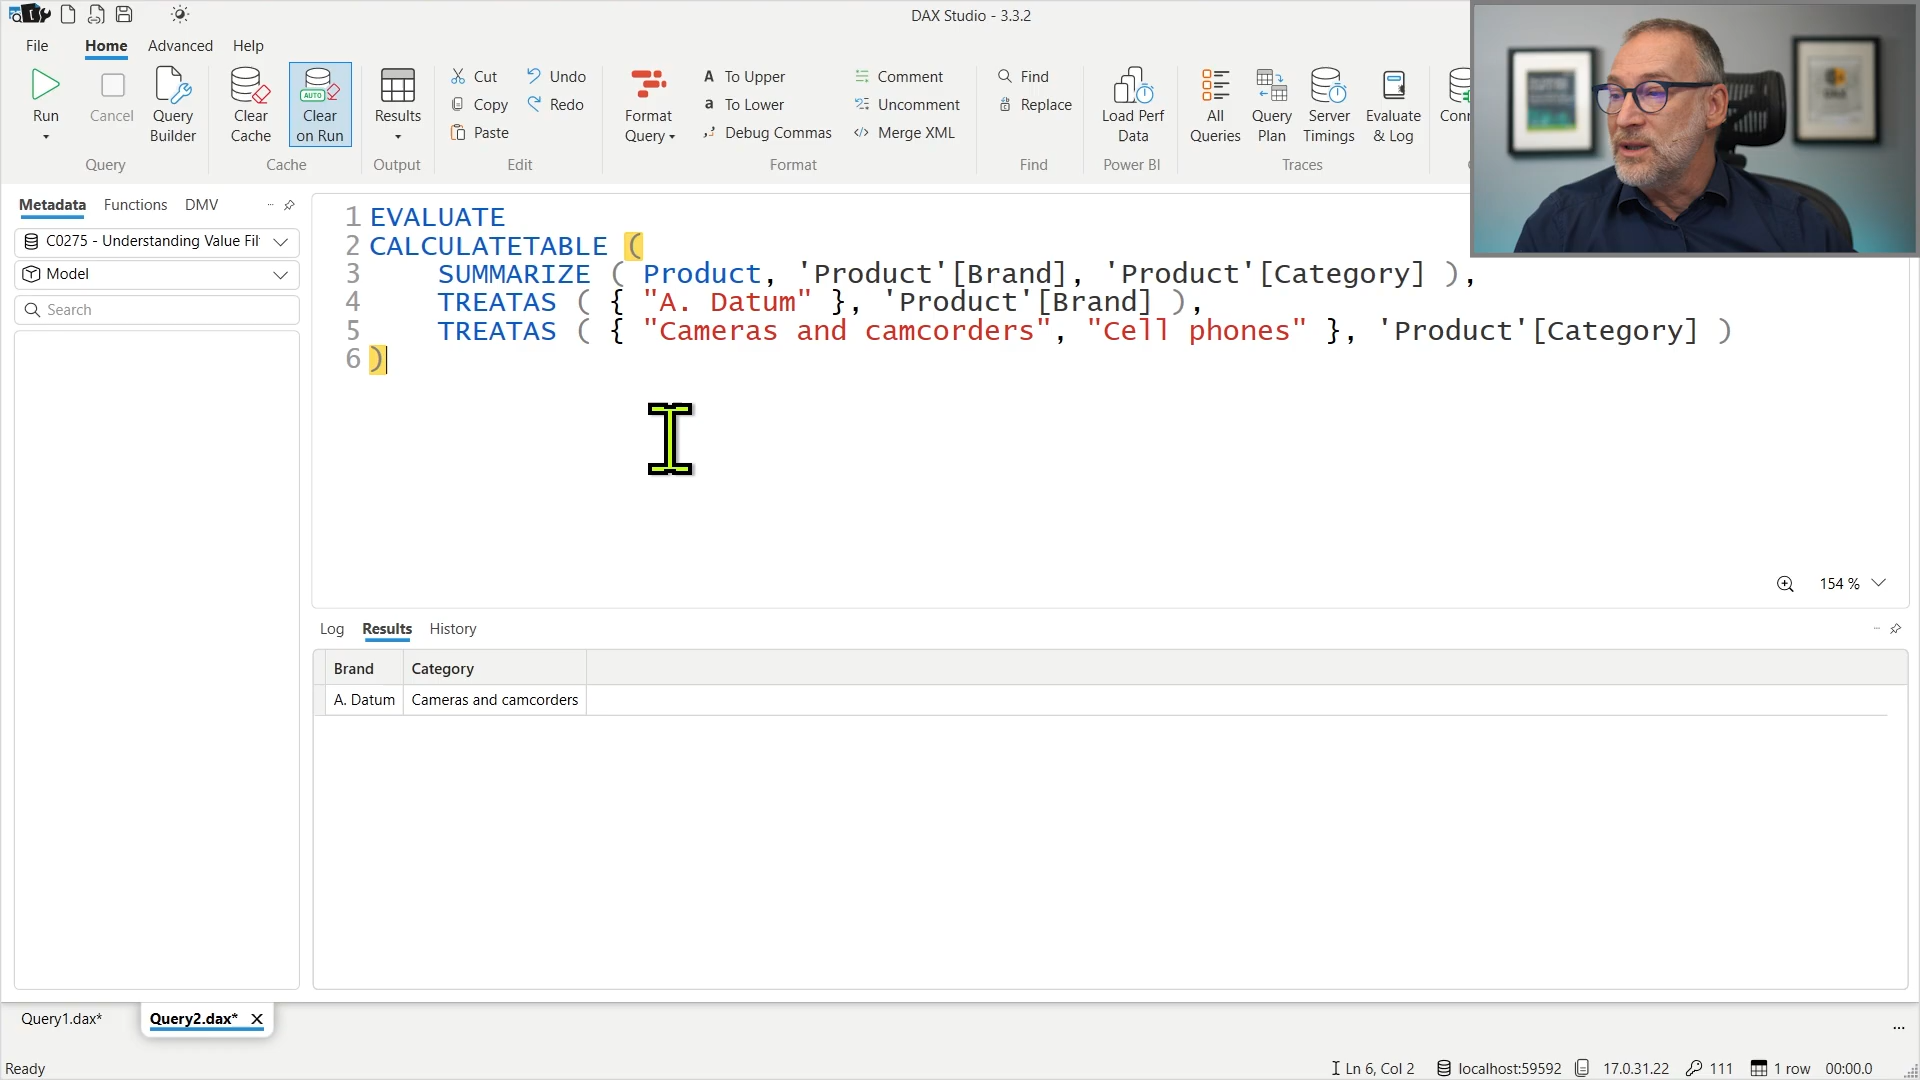 DAX Studio - 3.3.2
File Home Advanced Help
Run
Cancel
Query Builder
Query
Clear Cache
AUTO
Clear on Run
Cache
Results
Output
Cut
Copy
Paste
Undo
Redo
Edit
Format Query
A To Upper
a To Lower
Debug Commas
Comment
Uncomment
Merge XML
Format
Find
Replace
Find
Load Perf Data
Power BI
All Queries
Query Plan
Server Timings
Evaluate & Log
Traces
Metadata Functions DMV
C0275 - Understanding Value Fil
Model
Search
1 EVALUATE
2 CALCULATETABLE (
3 SUMMARIZE ( Product, 'Product'[Brand], 'Product'[Category] ),
4 TREATAS ( { "A. Datum" }, 'Product'[Brand] ),
5 TREATAS ( { "Cameras and camcorders", "Cell phones" }, 'Product'[Category] )
6 )
154 %
Log Results History
Brand Category
A. Datum Cameras and camcorders
Query1.dax* Query2.dax*
Ready
Ln 6, Col 2 localhost:59592 17.0.31.22 111 1 row 00:00.0